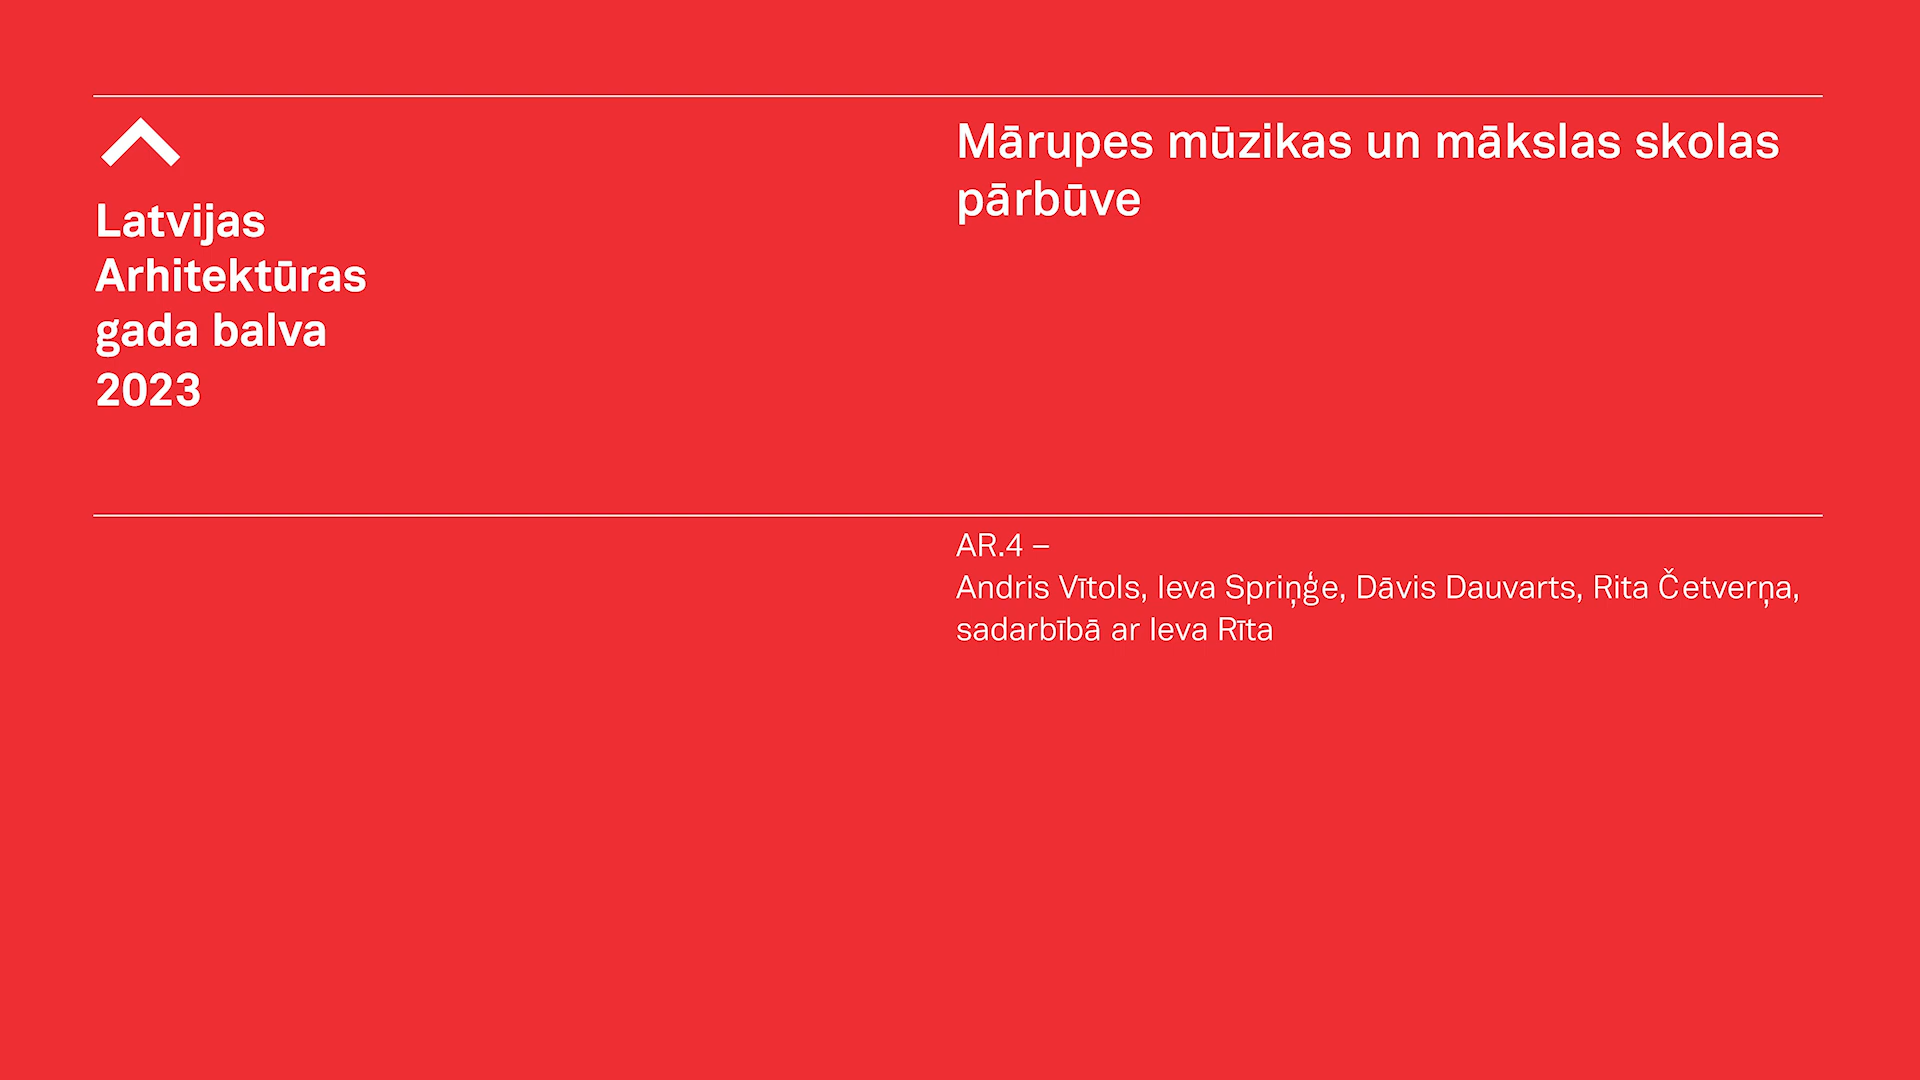 Latvijas
Arhitektūras
gada balva
2023
Mārupes mūzikas un mākslas skolas
pārbūve
AR.4 –
Andris Vītols, Ieva Spriņģe, Dāvis Dauvarts, Rita Četverņa,
sadarbībā ar Ieva Rīta